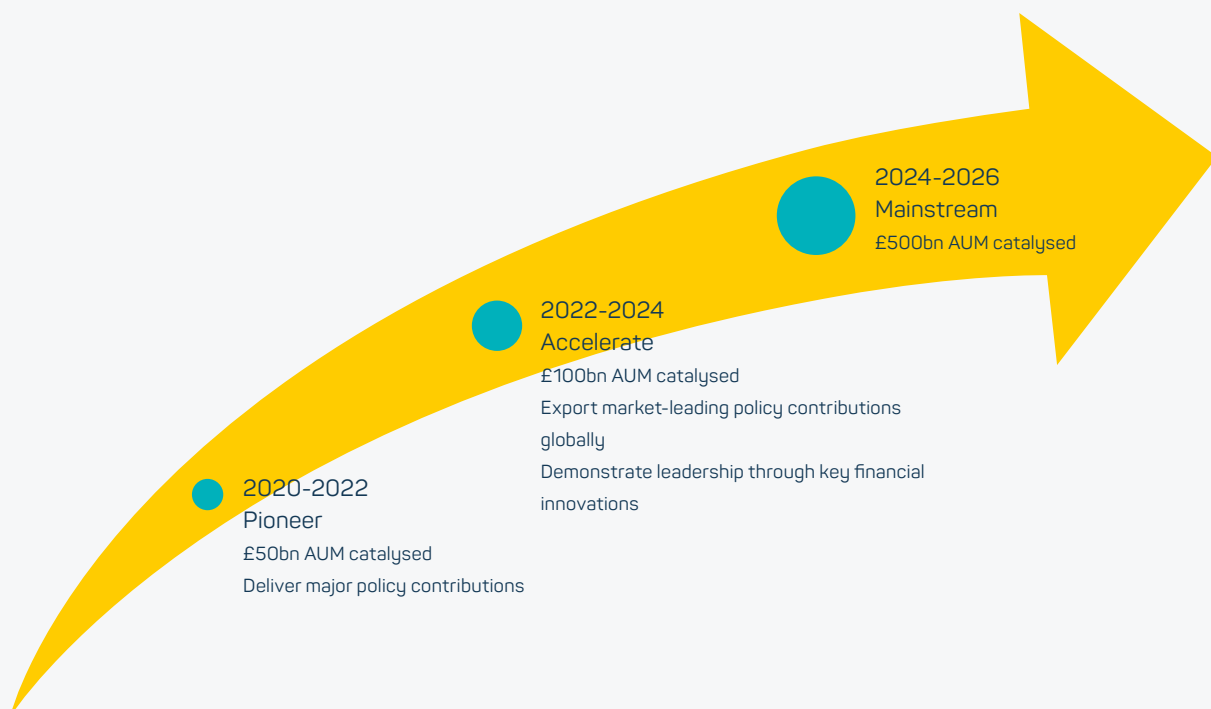 2024-2026
Mainstream
£500bn AUM catalysed
2022-2024
Accelerate
£100bn AUM catalysed
Export market-leading policy contributions
globally
Demonstrate leadership through key financial
innovations
2020-2022
Pioneer
£50bn AUM catalysed
Deliver major policy contributions